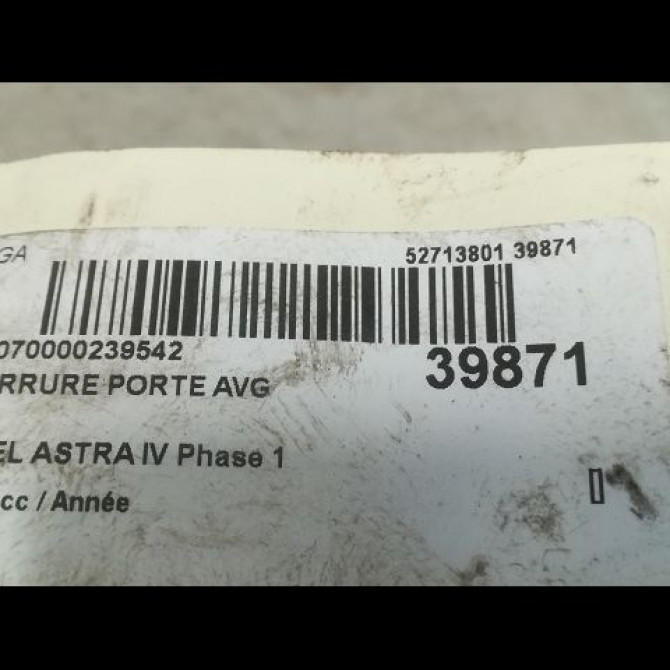 GA 52713801 39871
070000239542 39871
RRURE PORTE AVG
EL ASTRA IV Phase 1
cc / Année